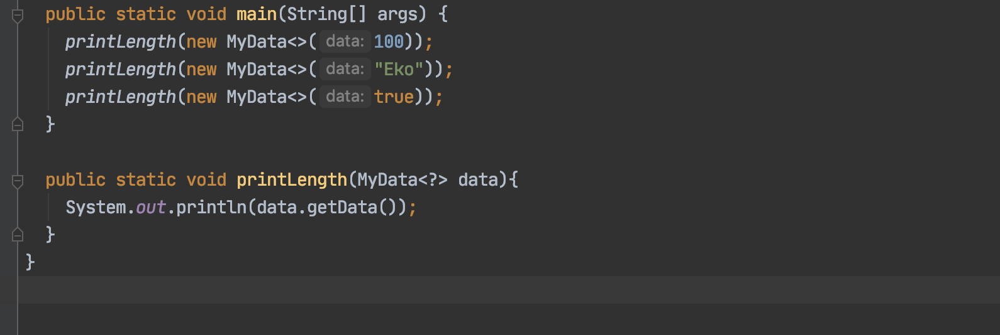 public static void main(String[] args) {
printLength(new MyData<>( data: 100));
printLength(new MyData<>( data: "Eko"));
printLength(new MyData<>( data: true));
}
public static void printLength(MyData<?> data){
System.out.println(data.getData());
}
}